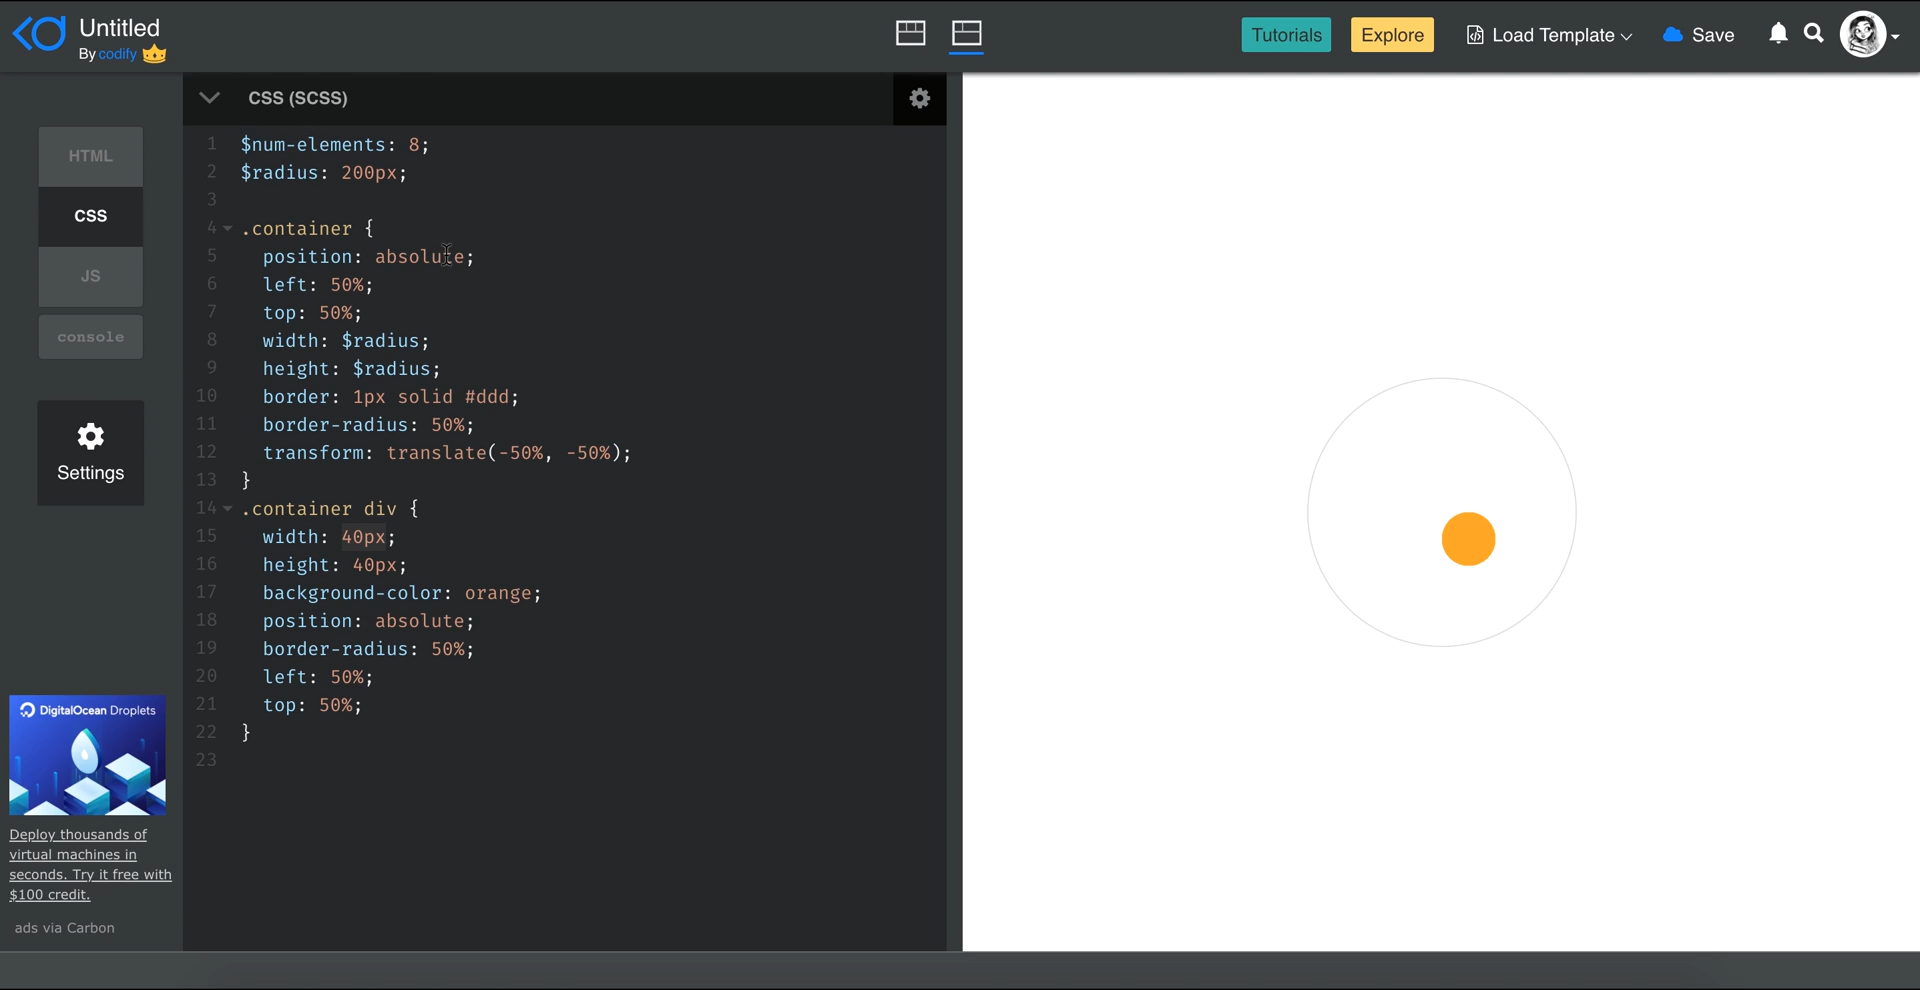 Untitled
By codify
Tutorials
Explore
Load Template
Save
HTML
CSS
JS
console
Settings
DigitalOcean Droplets
Deploy thousands of
virtual machines in
seconds. Try it free with
$100 credit.
ads via Carbon
CSS (SCSS)
1 $num-elements: 8;
2 $radius: 200px;
3
4 .container {
5 position: absolute;
6 left: 50%;
7 top: 50%;
8 width: $radius;
9 height: $radius;
10 border: 1px solid #ddd;
11 border-radius: 50%;
12 transform: translate(-50%, -50%);
13 }
14 .container div {
15 width: 40px;
16 height: 40px;
17 background-color: orange;
18 position: absolute;
19 border-radius: 50%;
20 left: 50%;
21 top: 50%;
22 }
23